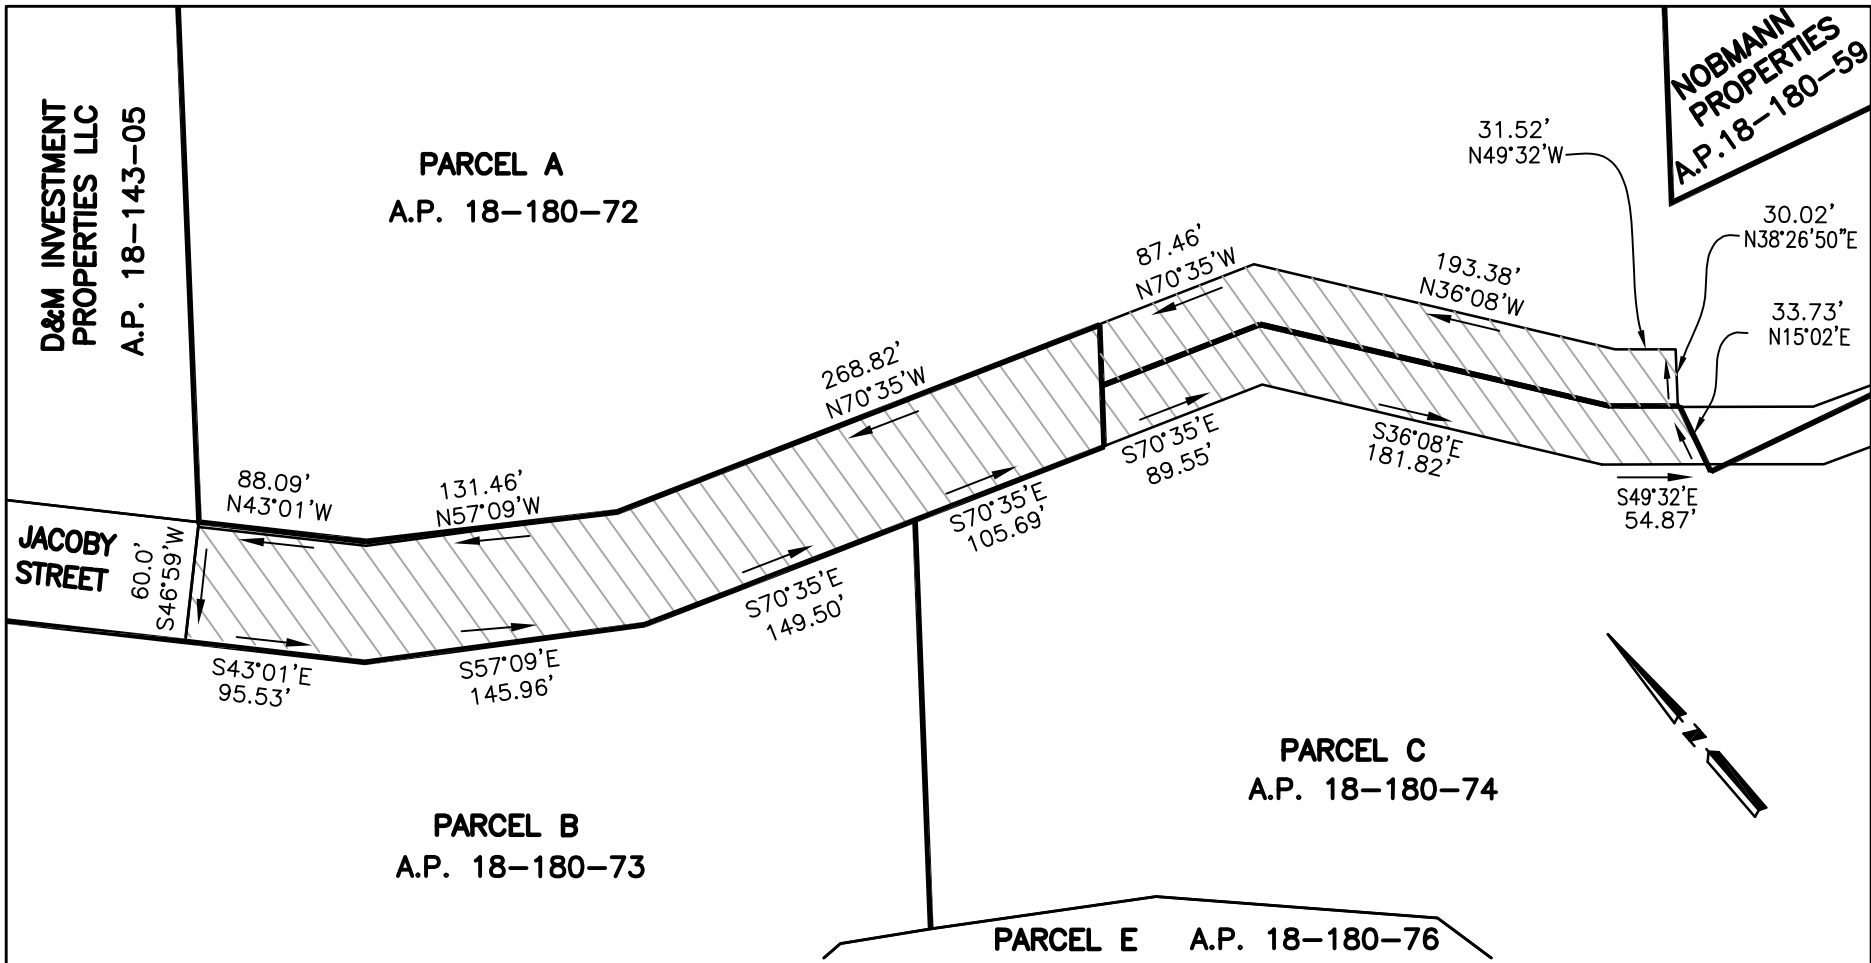 D&M INVESTMENT
PROPERTIES LLC
A.P. 18-143-05
PARCEL A
A.P. 18-180-72
NOBMANN
PROPERTIES
A.P.18-180-59
31.52'
N49°32'W
30.02'
N38°26'50"E
33.73'
N15°02'E
87.46'
N70°35'W
193.38'
N36°08'W
268.82'
N70°35'W
88.09'
N43°01'W
131.46'
N57°09'W
JACOBY
STREET
60.0'
S46°59'W
S43°01'E
95.53'
S57°09'E
145.96'
S70°35'E
149.50'
S70°35'E
105.69'
S70°35'E
89.55'
S36°08'E
181.82'
S49°32'E
54.87'
N
PARCEL C
A.P. 18-180-74
PARCEL B
A.P. 18-180-73
PARCEL E A.P. 18-180-76